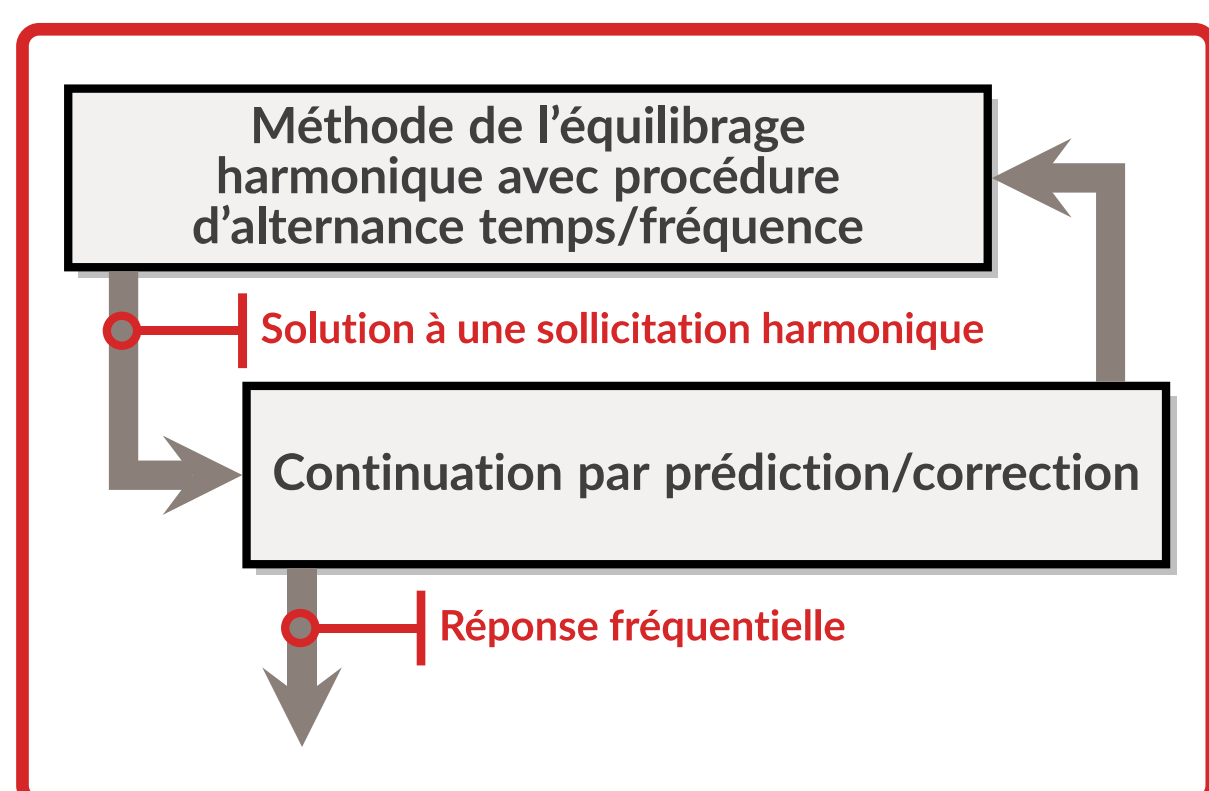 Méthode de l’équilibrage
harmonique avec procédure
d’alternance temps/fréquence
Solution à une sollicitation harmonique
Continuation par prédiction/correction
Réponse fréquentielle